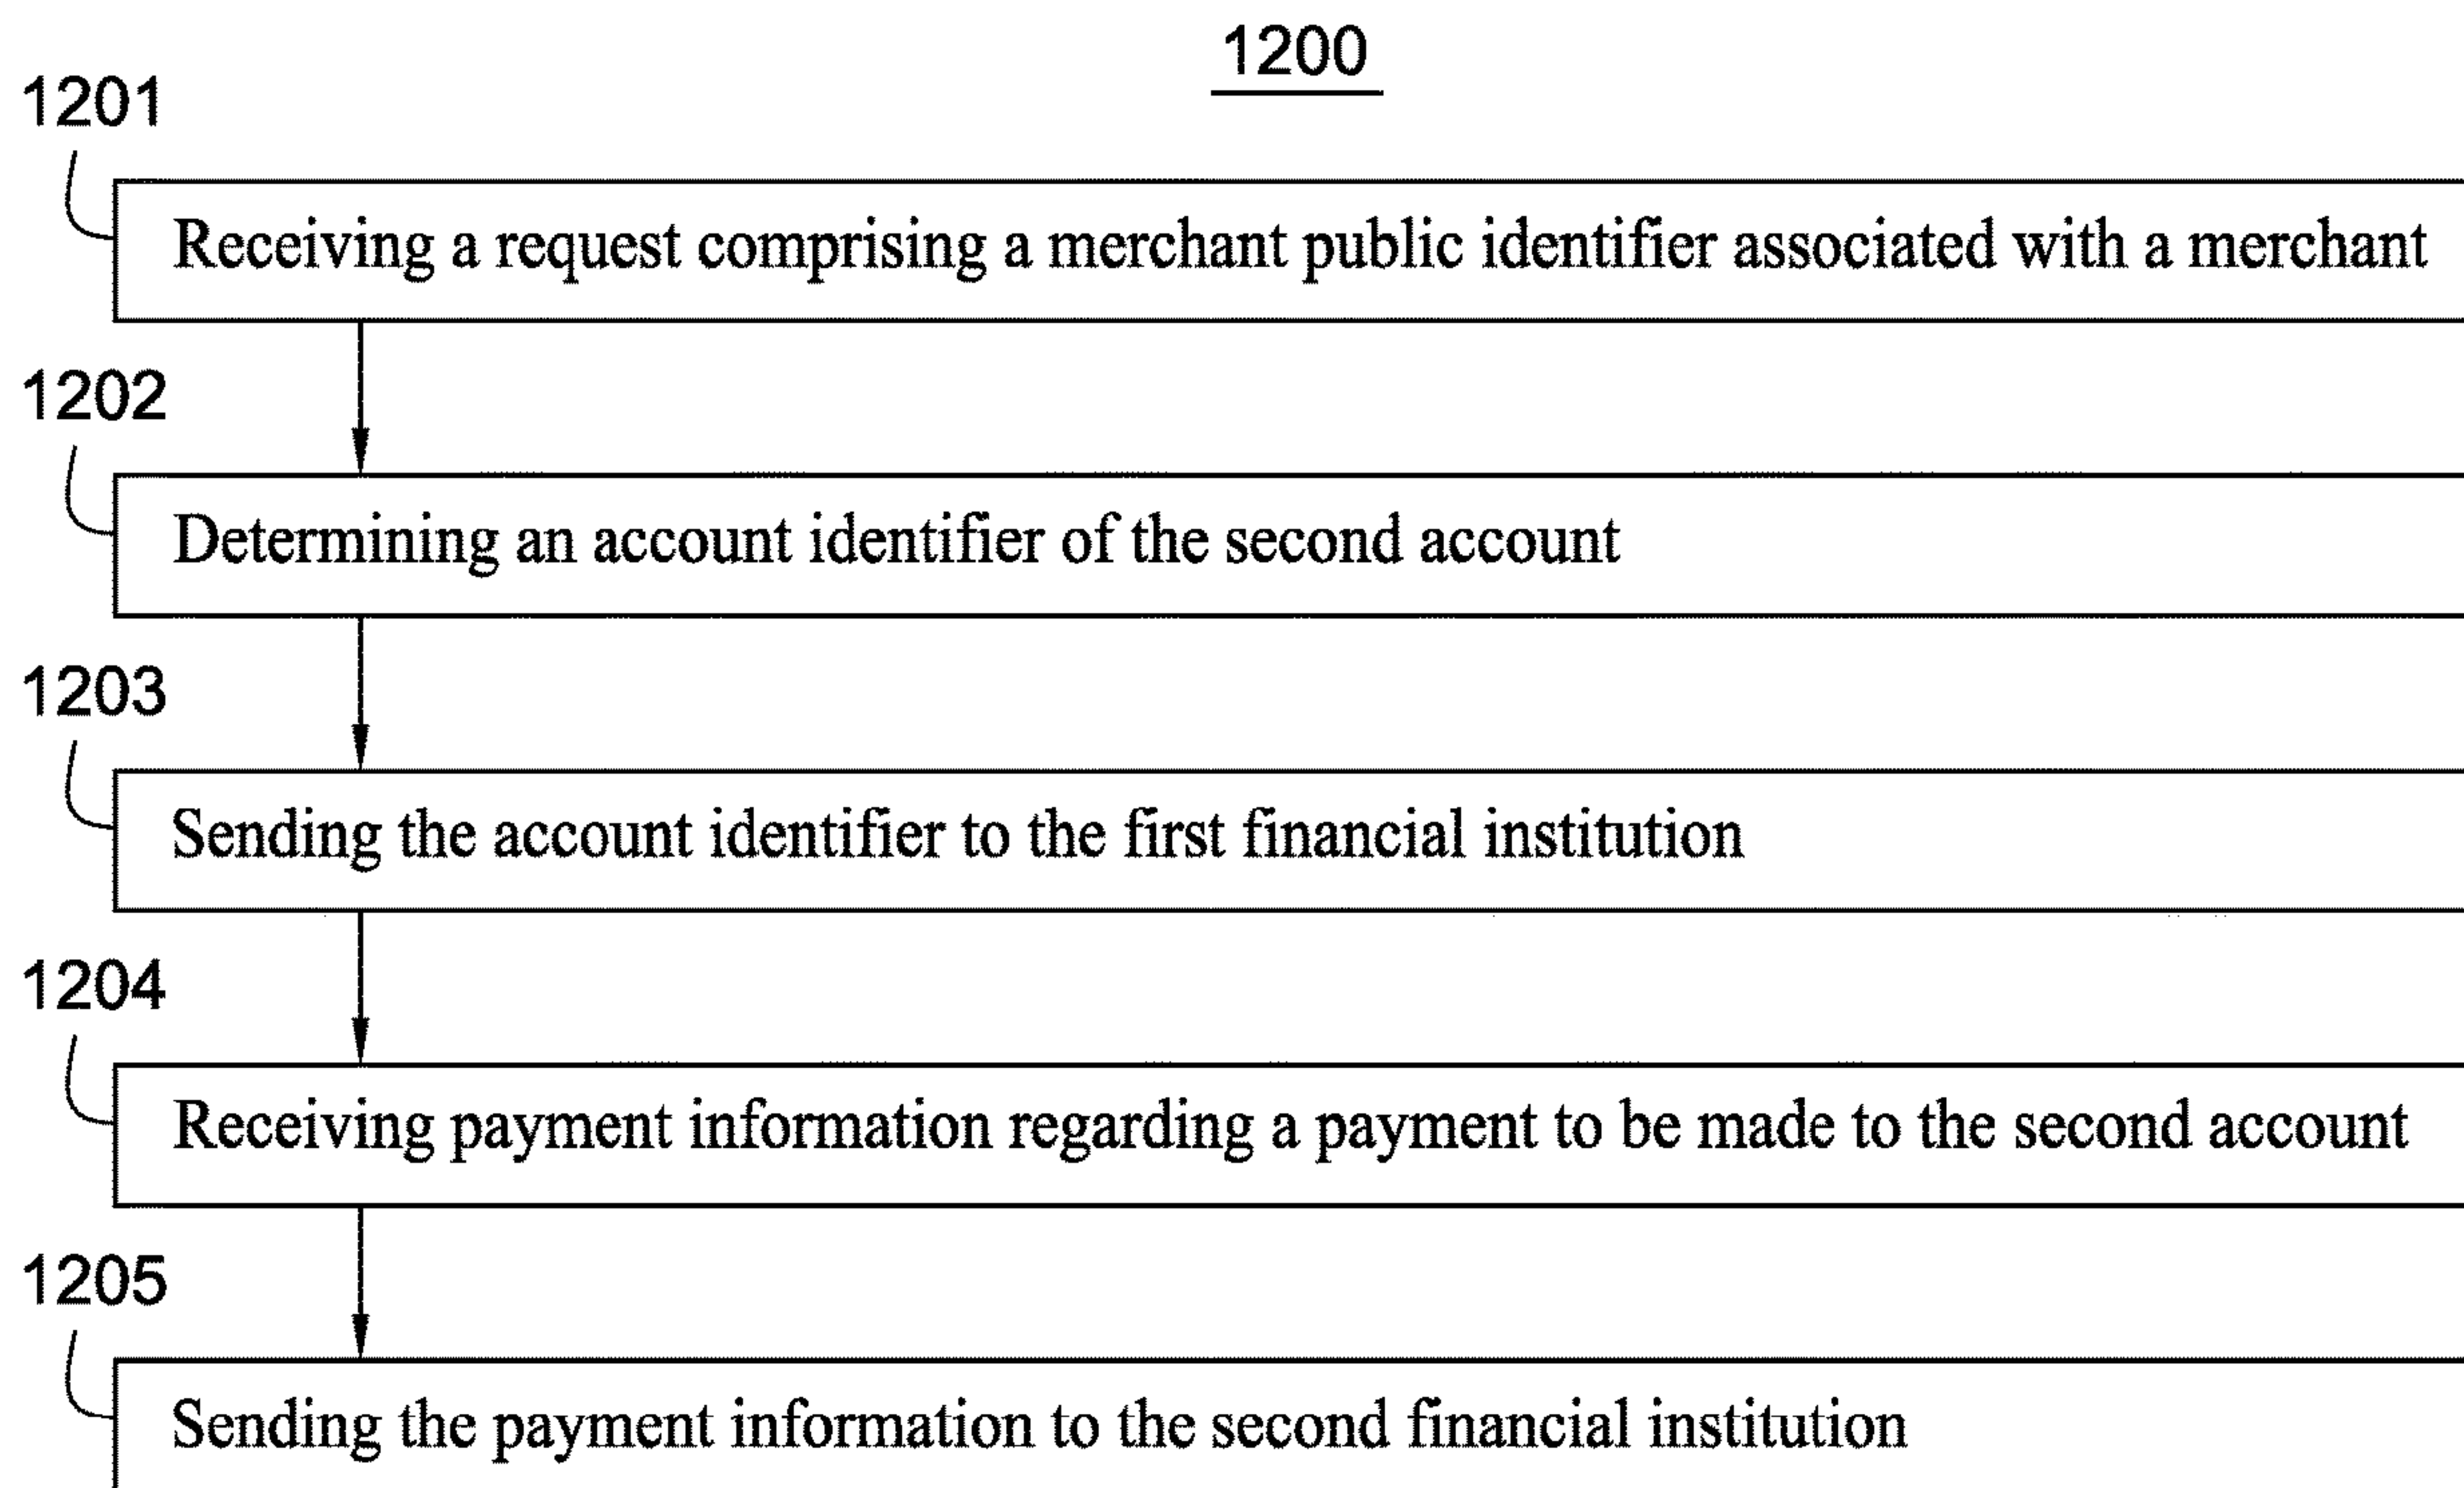 1200
1201
Receiving a request comprising a merchant public identifier associated with a merchant
1202
Determining an account identifier of the second account
1203
Sending the account identifier to the first financial institution
1204
Receiving payment information regarding a payment to be made to the second account
1205
Sending the payment information to the second financial institution